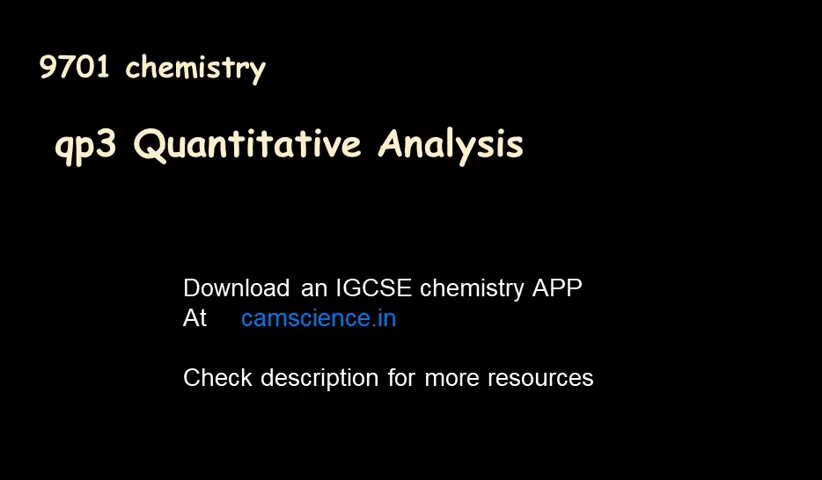 9701 chemistry
qp3 Quantitative Analysis
Download an IGCSE chemistry APP
At camscience.in
Check description for more resources